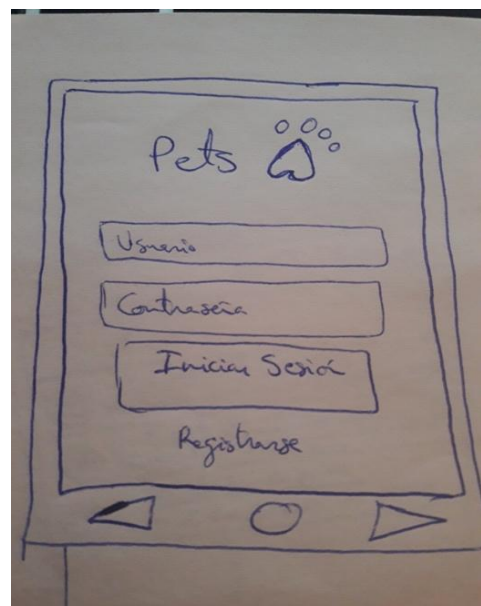 Pets
Usuario
Contraseña
Iniciar Sesión
Registrarse